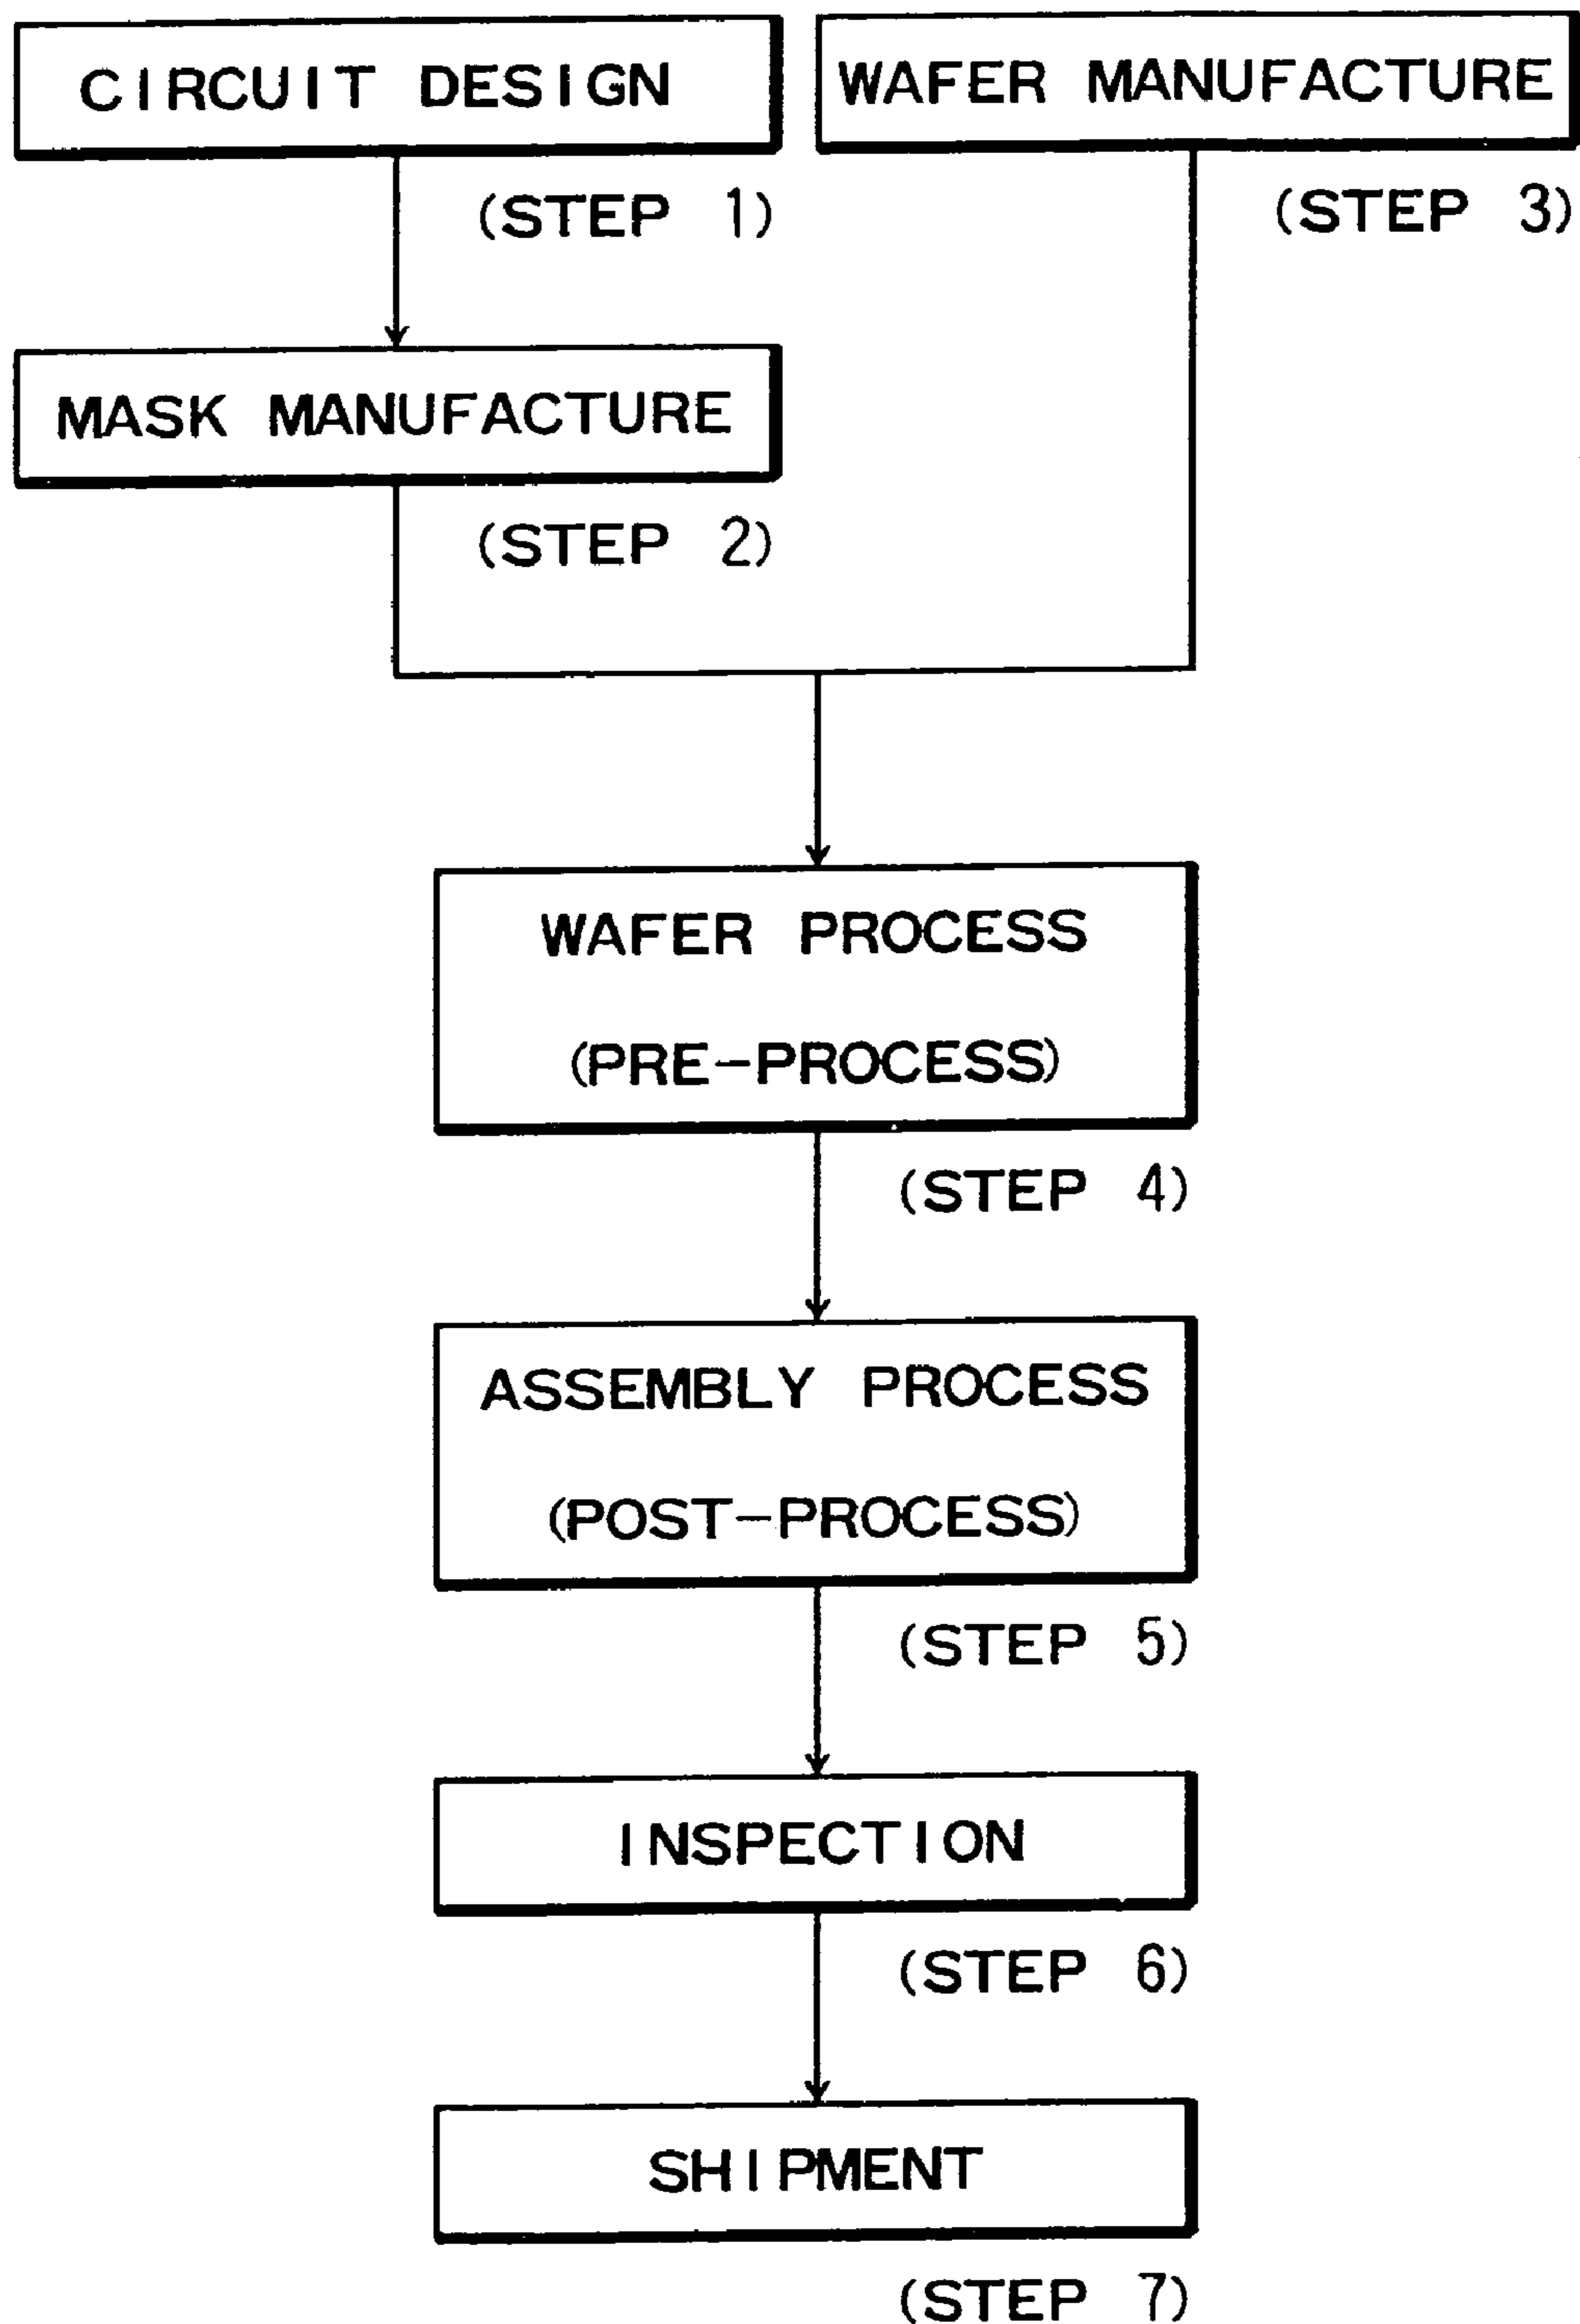 CIRCUIT DESIGN
(STEP 1)
WAFER MANUFACTURE
(STEP 3)
MASK MANUFACTURE
(STEP 2)
WAFER PROCESS
(PRE-PROCESS)
(STEP 4)
ASSEMBLY PROCESS
(POST-PROCESS)
(STEP 5)
INSPECTION
(STEP 6)
SHIPMENT
(STEP 7)